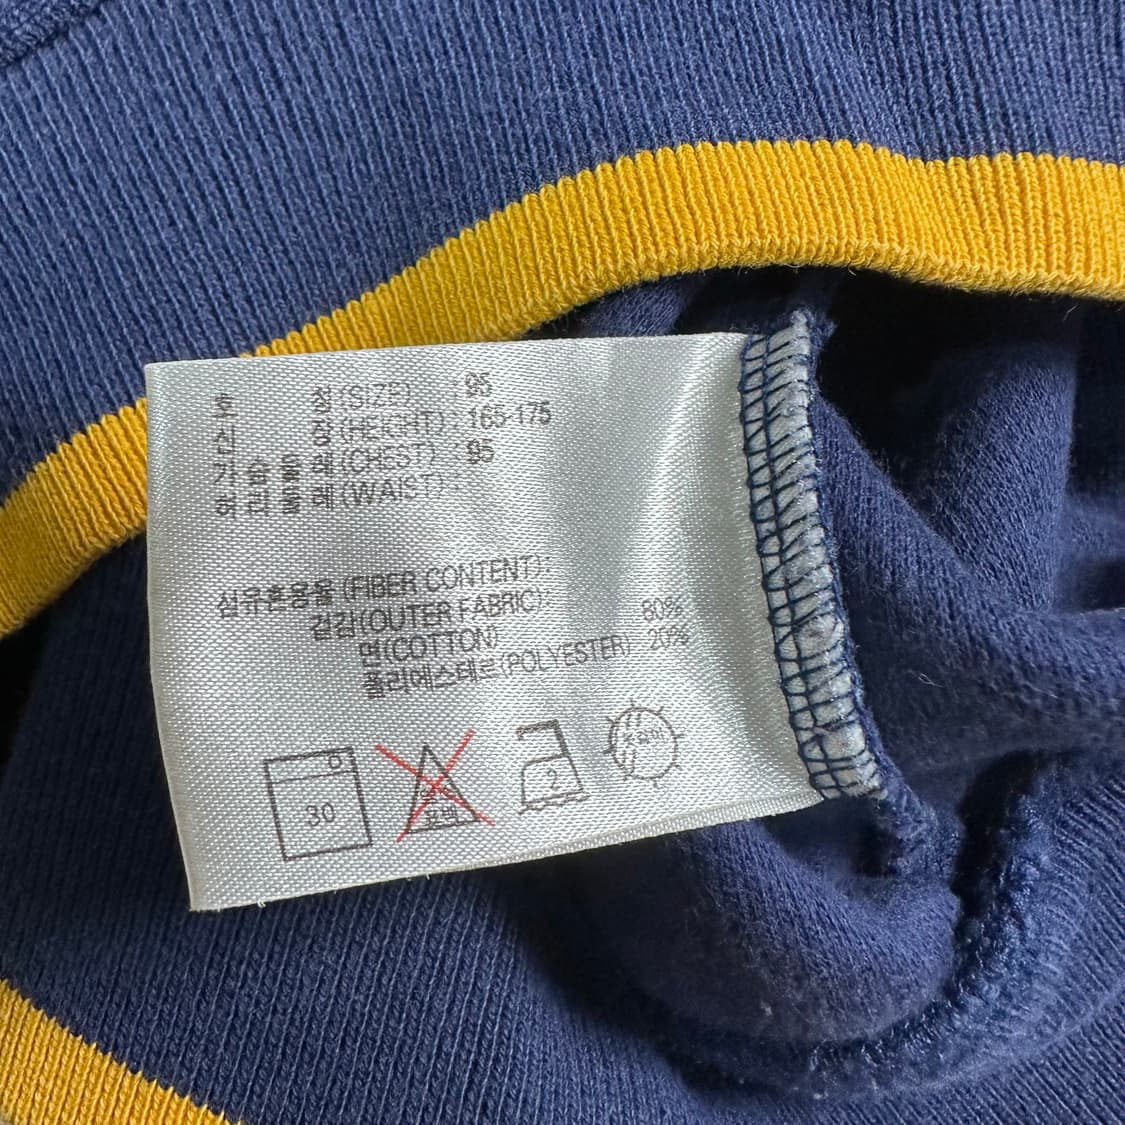 호 칭(SIZE) : 95
신 장(HEIGHT) : 165-175
가 슴 둘 레(CHEST) : 95
허 리 둘 레(WAIST) :
섬유혼용율 (FIBER CONTENT):
겉감(OUTER FABRIC):
면(COTTON) 80%
폴리에스테르(POLYESTER) 20%
30
2